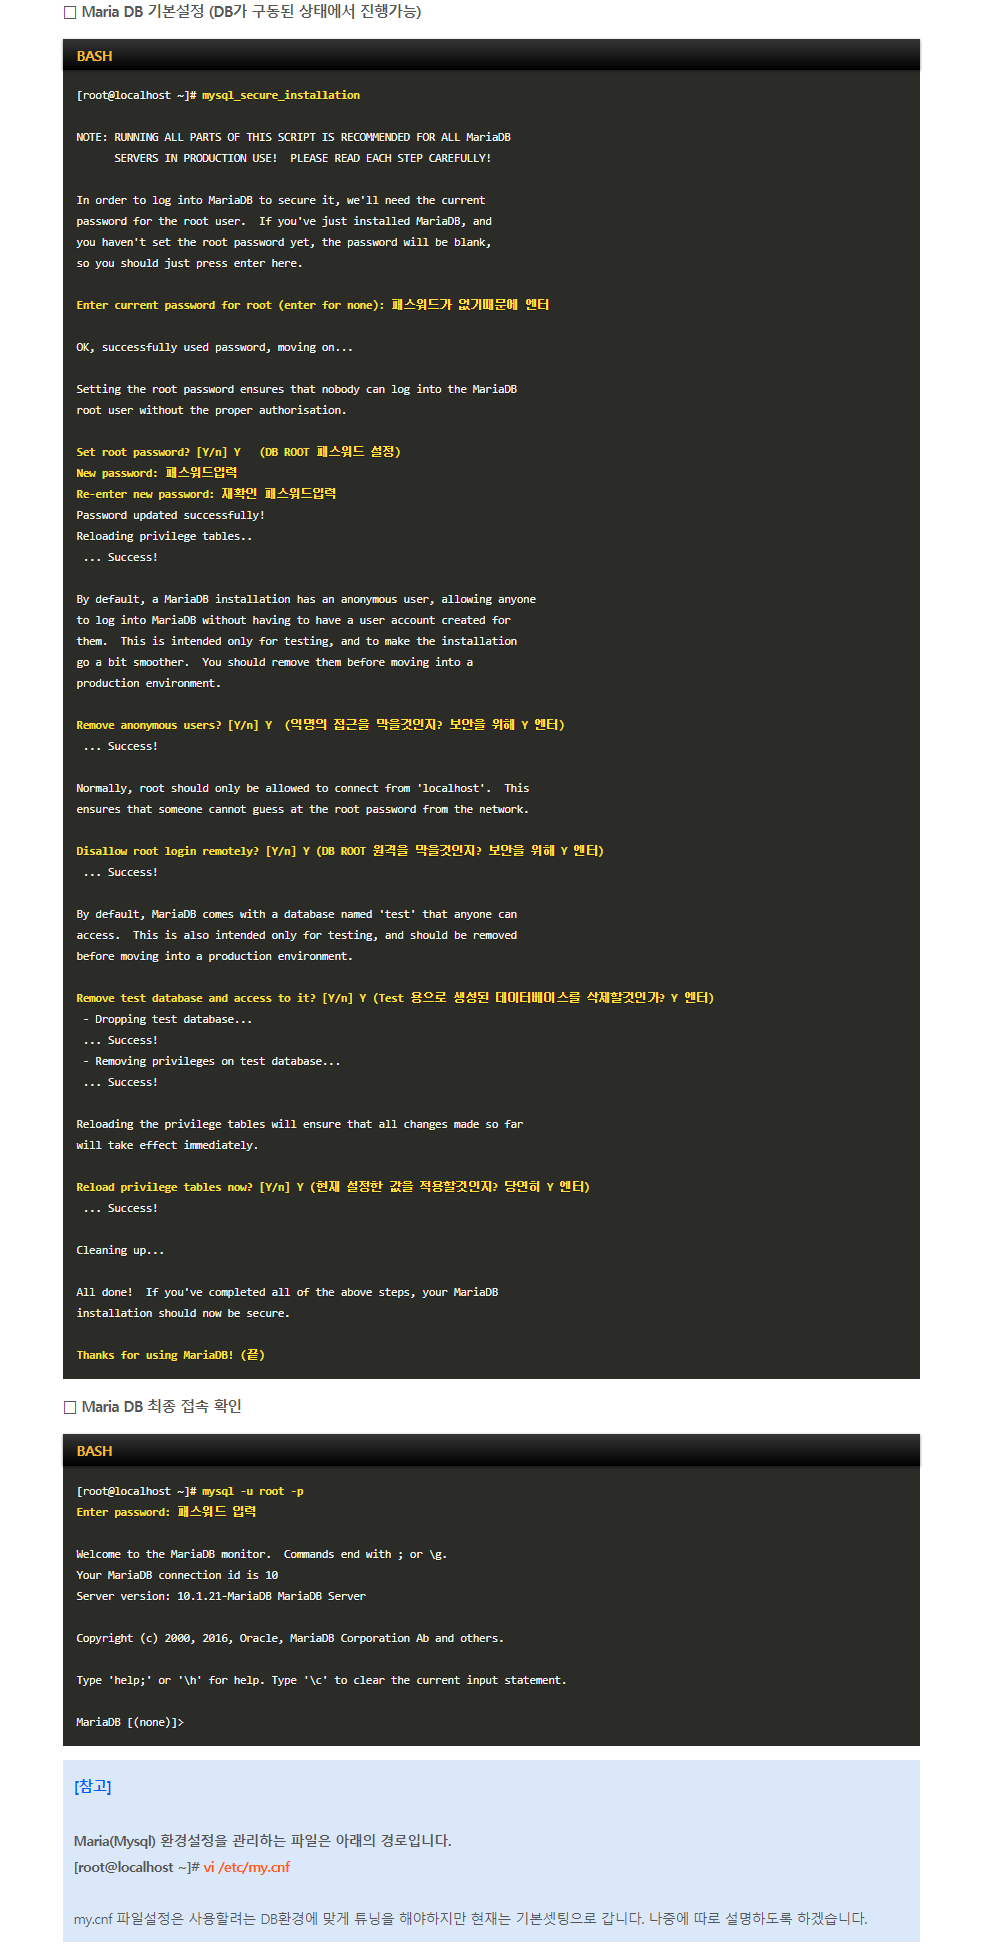 □ Maria DB 기본설정 (DB가 구동된 상태에서 진행가능)
BASH
[root@localhost ~]# mysql_secure_installation
NOTE: RUNNING ALL PARTS OF THIS SCRIPT IS RECOMMENDED FOR ALL MariaDB
SERVERS IN PRODUCTION USE!  PLEASE READ EACH STEP CAREFULLY!
In order to log into MariaDB to secure it, we'll need the current
password for the root user.  If you've just installed MariaDB, and
you haven't set the root password yet, the password will be blank,
so you should just press enter here.
Enter current password for root (enter for none): 패스워드가 없기때문에 엔터
OK, successfully used password, moving on...
Setting the root password ensures that nobody can log into the MariaDB
root user without the proper authorisation.
Set root password? [Y/n] Y   (DB ROOT 패스워드 설정)
New password: 패스워드입력
Re-enter new password: 재확인 패스워드입력
Password updated successfully!
Reloading privilege tables..
... Success!
By default, a MariaDB installation has an anonymous user, allowing anyone
to log into MariaDB without having to have a user account created for
them.  This is intended only for testing, and to make the installation
go a bit smoother.  You should remove them before moving into a
production environment.
Remove anonymous users? [Y/n] Y  (익명의 접근을 막을것인지? 보안을 위해 Y 엔터)
... Success!
Normally, root should only be allowed to connect from 'localhost'.  This
ensures that someone cannot guess at the root password from the network.
Disallow root login remotely? [Y/n] Y (DB ROOT 원격을 막을것인지? 보안을 위해 Y 엔터)
... Success!
By default, MariaDB comes with a database named 'test' that anyone can
access.  This is also intended only for testing, and should be removed
before moving into a production environment.
Remove test database and access to it? [Y/n] Y (Test 용으로 생성된 데이터베이스를 삭제할것인가? Y 엔터)
- Dropping test database...
... Success!
- Removing privileges on test database...
... Success!
Reloading the privilege tables will ensure that all changes made so far
will take effect immediately.
Reload privilege tables now? [Y/n] Y (현재 설정한 값을 적용할것인지? 당연히 Y 엔터)
... Success!
Cleaning up...
All done!  If you've completed all of the above steps, your MariaDB
installation should now be secure.
Thanks for using MariaDB! (끝)
□ Maria DB 최종 접속 확인
BASH
[root@localhost ~]# mysql -u root -p
Enter password: 패스워드 입력
Welcome to the MariaDB monitor.  Commands end with ; or \g.
Your MariaDB connection id is 10
Server version: 10.1.21-MariaDB MariaDB Server
Copyright (c) 2000, 2016, Oracle, MariaDB Corporation Ab and others.
Type 'help;' or '\h' for help. Type '\c' to clear the current input statement.
MariaDB [(none)]>
[참고]
Maria(Mysql) 환경설정을 관리하는 파일은 아래의 경로입니다.
[root@localhost ~]# vi /etc/my.cnf
my.cnf 파일설정은 사용할려는 DB환경에 맞게 튜닝을 해야하지만 현재는 기본셋팅으로 갑니다. 나중에 따로 설명하도록 하겠습니다.